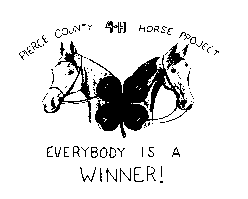 PIERCE COUNTY 4-H HORSE PROJECT
EVERYBODY IS A
WINNER!